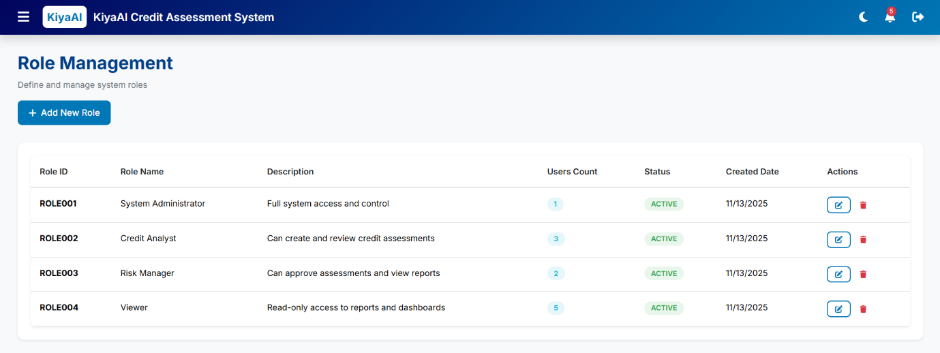 KiyaAI KiyaAI Credit Assessment System 5
Role Management
Define and manage system roles
+ Add New Role
Role ID Role Name Description Users Count Status Created Date Actions
ROLE001 System Administrator Full system access and control 1 ACTIVE 11/13/2025
ROLE002 Credit Analyst Can create and review credit assessments 3 ACTIVE 11/13/2025
ROLE003 Risk Manager Can approve assessments and view reports 2 ACTIVE 11/13/2025
ROLE004 Viewer Read-only access to reports and dashboards 5 ACTIVE 11/13/2025